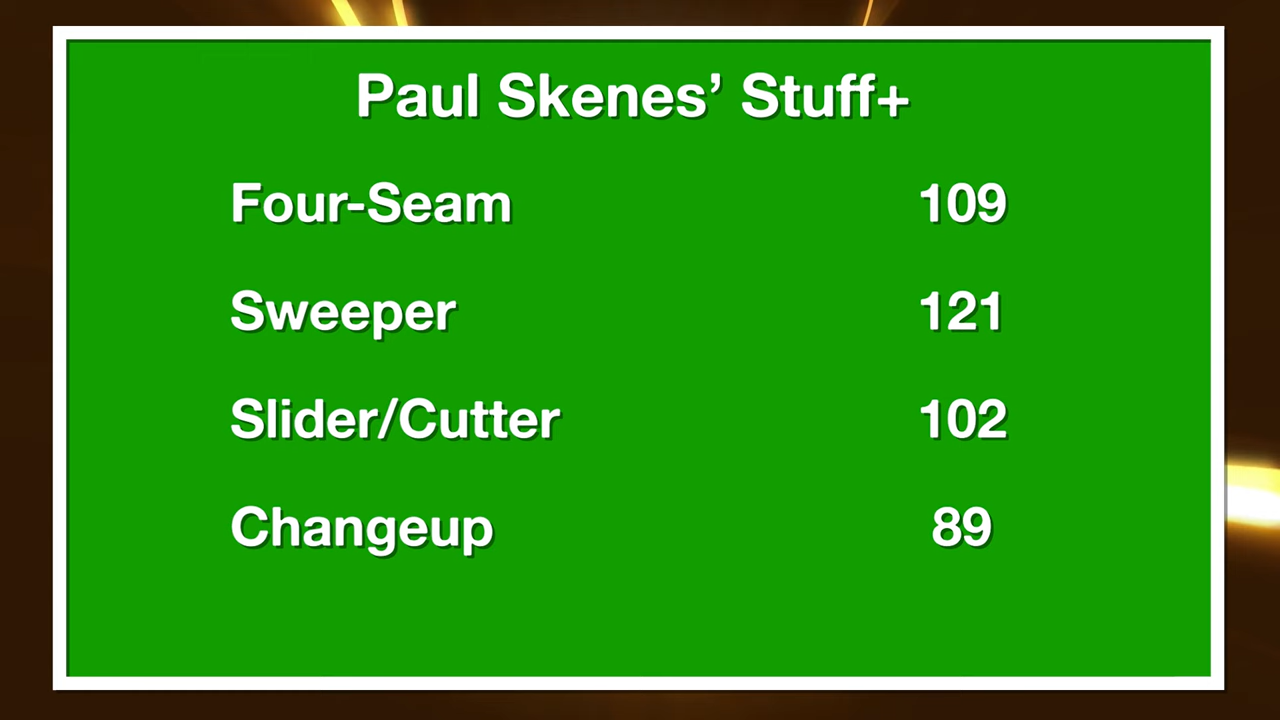 Paul Skenes’ Stuff+
Four-Seam 109
Sweeper 121
Slider/Cutter 102
Changeup 89